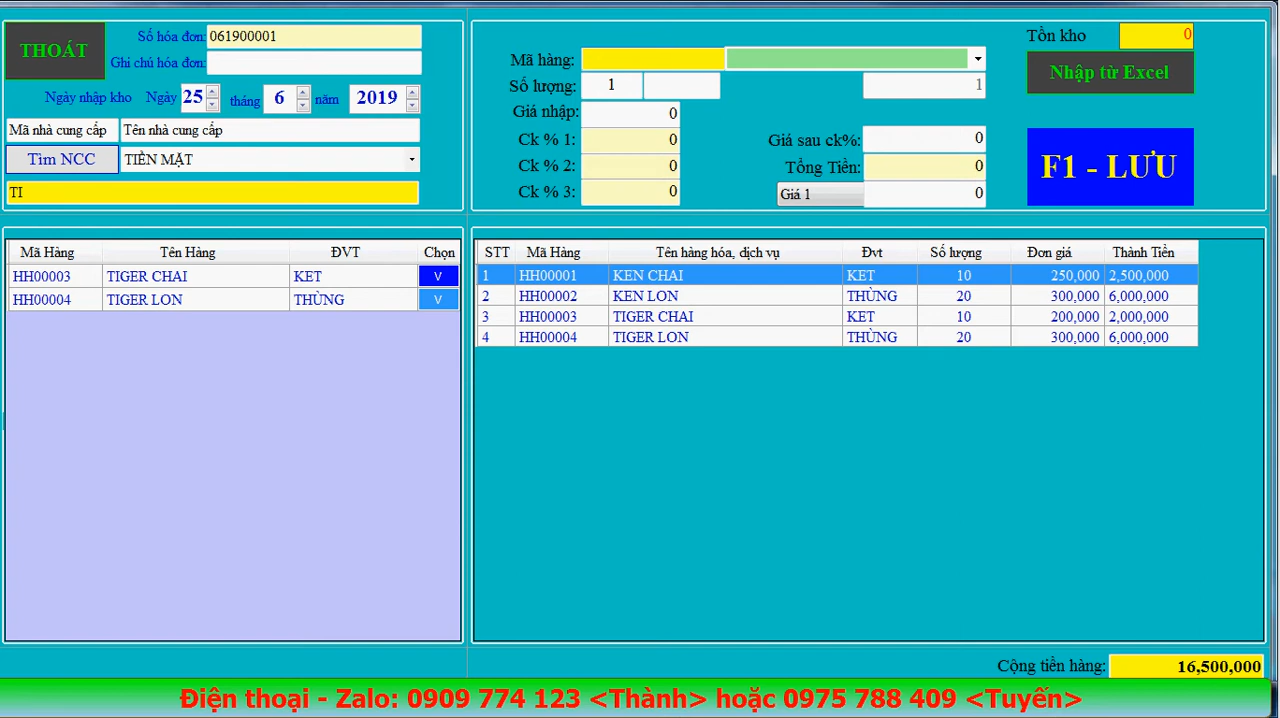 THOÁT
Số hóa đơn: 061900001
Ghi chú hóa đơn:
Ngày nhập kho Ngày 25 tháng 6 năm 2019
Mã nhà cung cấp Tên nhà cung cấp
Tìm NCC TIỀN MẶT
TI
Mã hàng:
Số lượng: 1 1
Giá nhập: 0
Ck % 1: 0 Giá sau ck%: 0
Ck % 2: 0 Tổng Tiền: 0
Ck % 3: 0 Giá 1 0
Tồn kho 0
Nhập từ Excel
F1 - LƯU
Mã Hàng Tên Hàng ĐVT Chọn
HH00003 TIGER CHAI KET V
HH00004 TIGER LON THÙNG V
STT Mã Hàng Tên hàng hóa, dịch vụ Đvt Số lượng Đơn giá Thành Tiền
1 HH00001 KEN CHAI KET 10 250,000 2,500,000
2 HH00002 KEN LON THÙNG 20 300,000 6,000,000
3 HH00003 TIGER CHAI KET 10 200,000 2,000,000
4 HH00004 TIGER LON THÙNG 20 300,000 6,000,000
Cộng tiền hàng: 16,500,000
Điện thoại - Zalo: 0909 774 123 <Thành> hoặc 0975 788 409 <Tuyến>